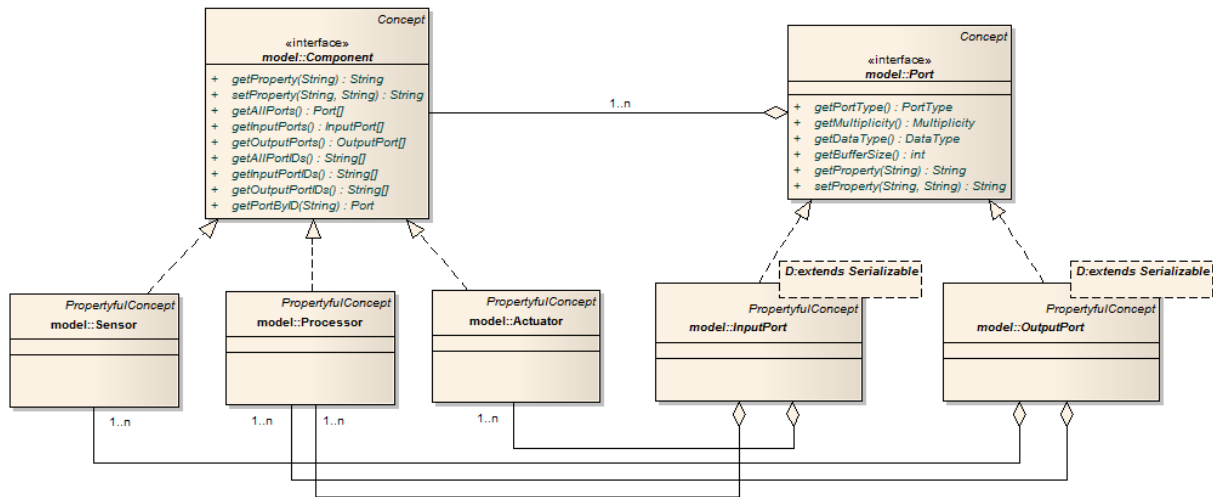 Concept
«interface»
model::Component
+ getProperty(String) : String
+ setProperty(String, String) : String
+ getAllPorts() : Port[]
+ getInputPorts() : InputPort[]
+ getOutputPorts() : OutputPort[]
+ getAllPortIDs() : String[]
+ getInputPortIDs() : String[]
+ getOutputPortIDs() : String[]
+ getPortByID(String) : Port
1..n
Concept
«interface»
model::Port
+ getPortType() : PortType
+ getMultiplicity() : Multiplicity
+ getDataType() : DataType
+ getBufferSize() : int
+ getProperty(String) : String
+ setProperty(String, String) : String
PropertyfulConcept
model::Sensor
PropertyfulConcept
model::Processor
PropertyfulConcept
model::Actuator
D:extends Serializable
PropertyfulConcept
model::InputPort
D:extends Serializable
PropertyfulConcept
model::OutputPort
1..n
1..n
1..n
1..n